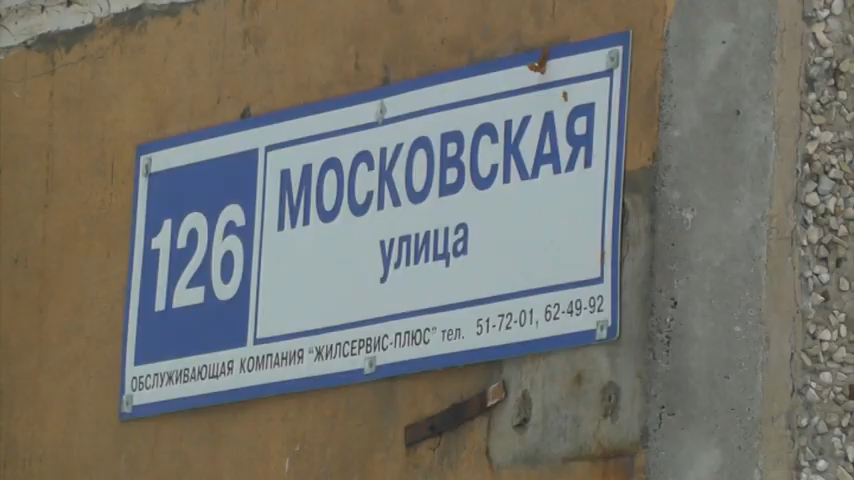 126
МОСКОВСКАЯ
улица
ОБСЛУЖИВАЮЩАЯ КОМПАНИЯ "ЖИЛСЕРВИС-ПЛЮС" тел. 51-72-01, 62-49-92